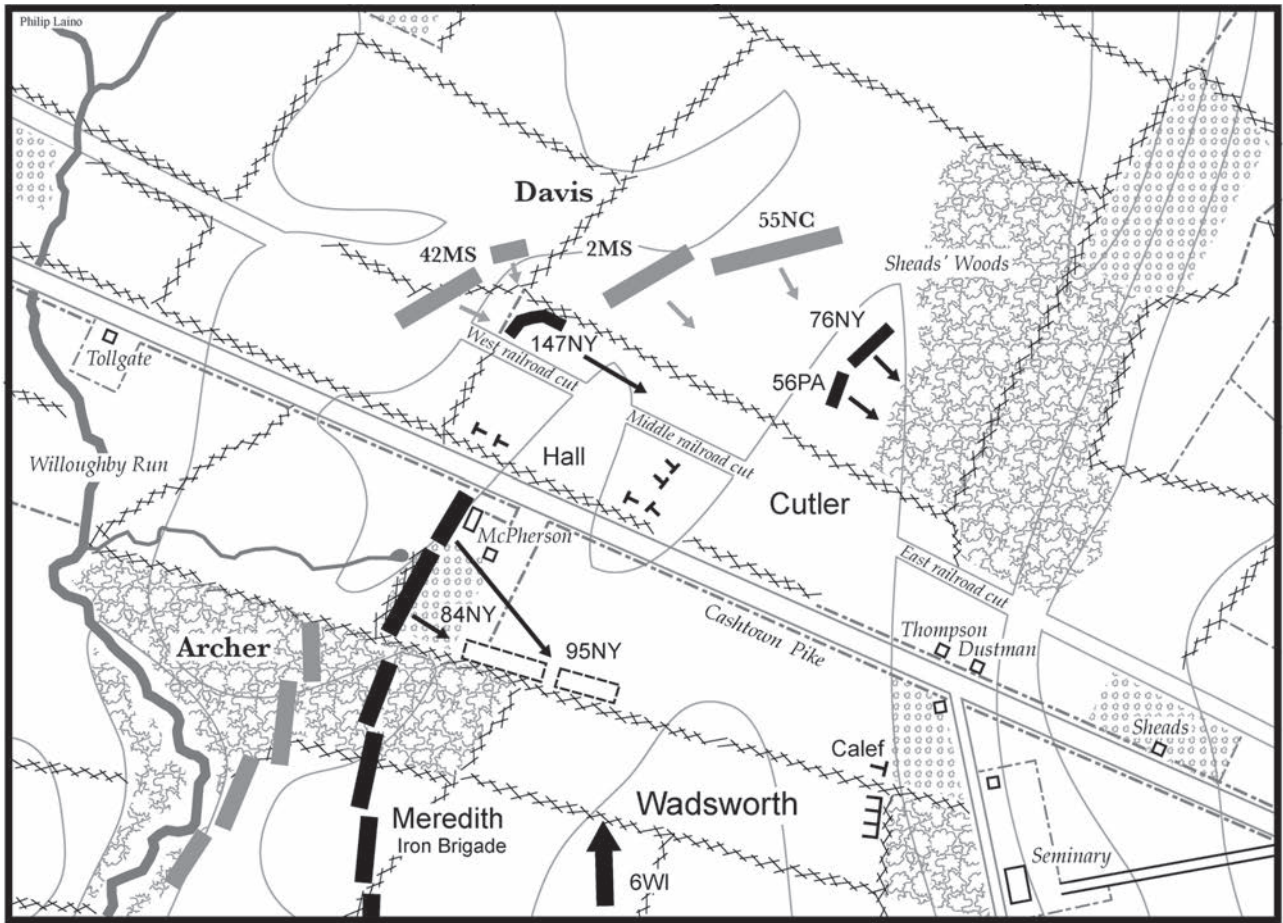 Philip Laino
Davis
55NC
42MS
2MS
Sheads' Woods
76NY
147NY
West railroad cut
Tollgate
56PA
Middle railroad cut
Hall
Willoughby Run
Cutler
McPherson
East railroad cut
84NY
Cashtown Pike
Thompson
Dustman
Archer
95NY
Sheads
Calef
Wadsworth
Meredith
Iron Brigade
6WI
Seminary